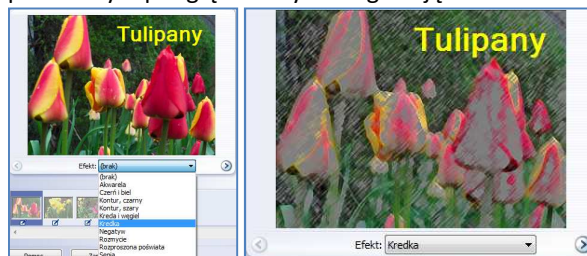 Tulipany
Efekt: (brak)
(brak)
Akwarela
Czerń i biel
Kontur, czarny
Kontur, szary
Kreda i węgiel
Kredka
Negatyw
Rozmycie
Rozproszona poświata
Sepia
Pomoc
Tulipany
Efekt: Kredka